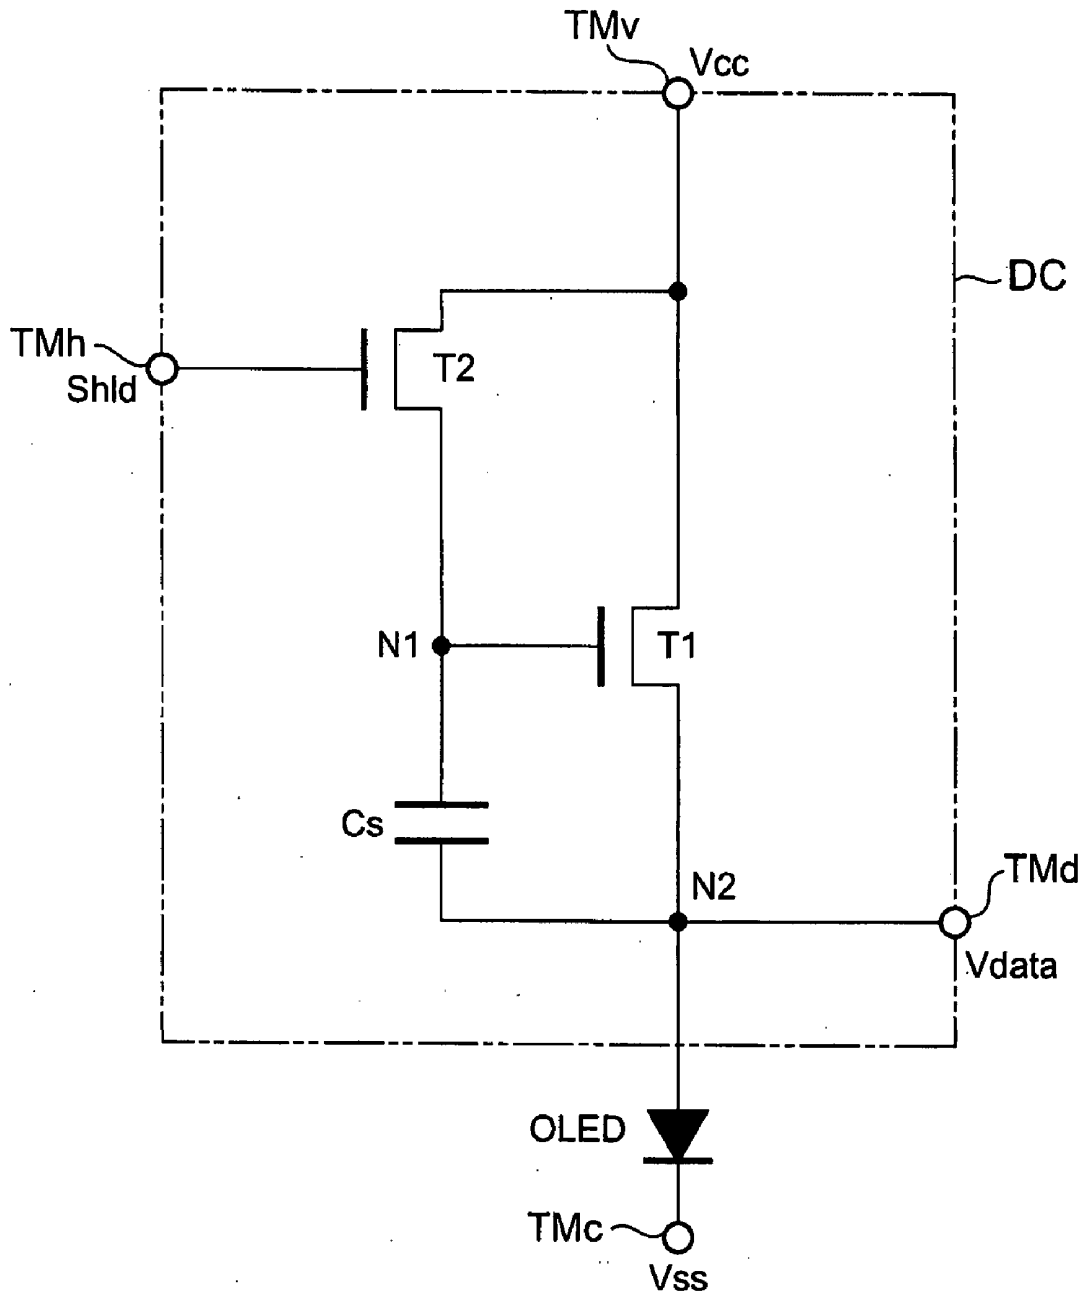 TMv
Vcc
DC
TMh
Shld
T2
N1
T1
Cs
N2
TMd
Vdata
OLED
TMc
Vss